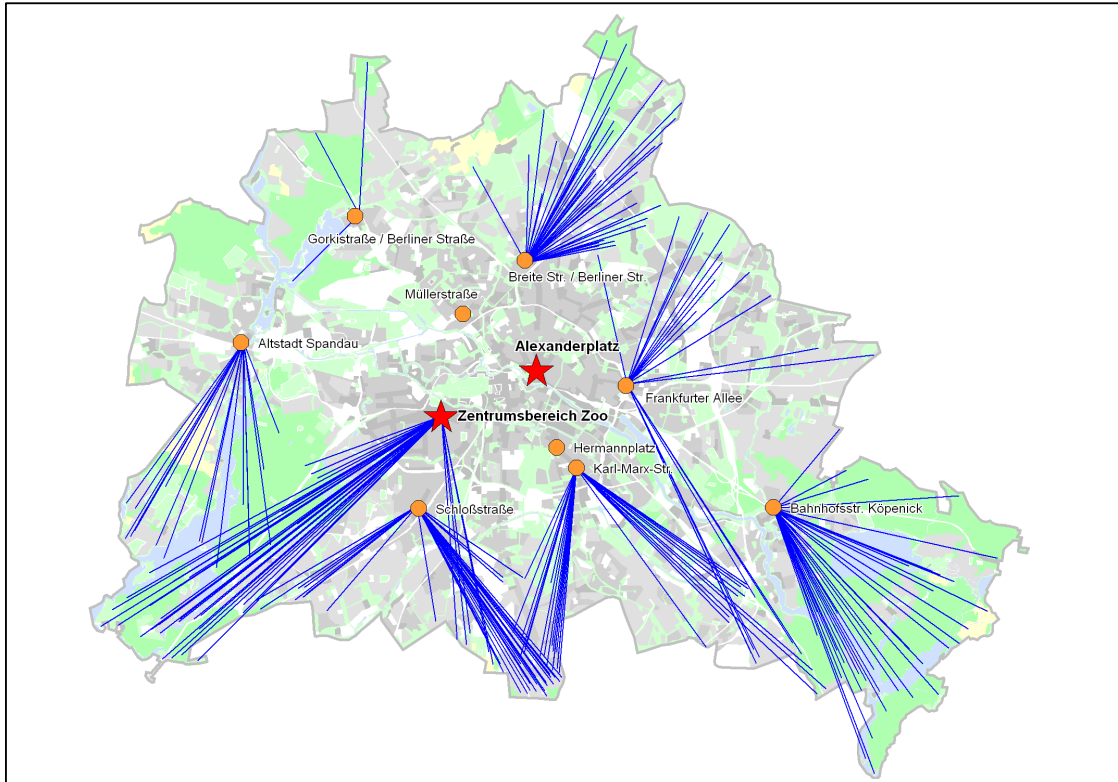 Gorkistraße / Berliner Straße
Breite Str. / Berliner Str.
Müllerstraße
Altstadt Spandau
Alexanderplatz
Frankfurter Allee
Zentrumsbereich Zoo
Hermannplatz
Karl-Marx-Str.
Schloßstraße
Bahnhofsstr. Köpenick